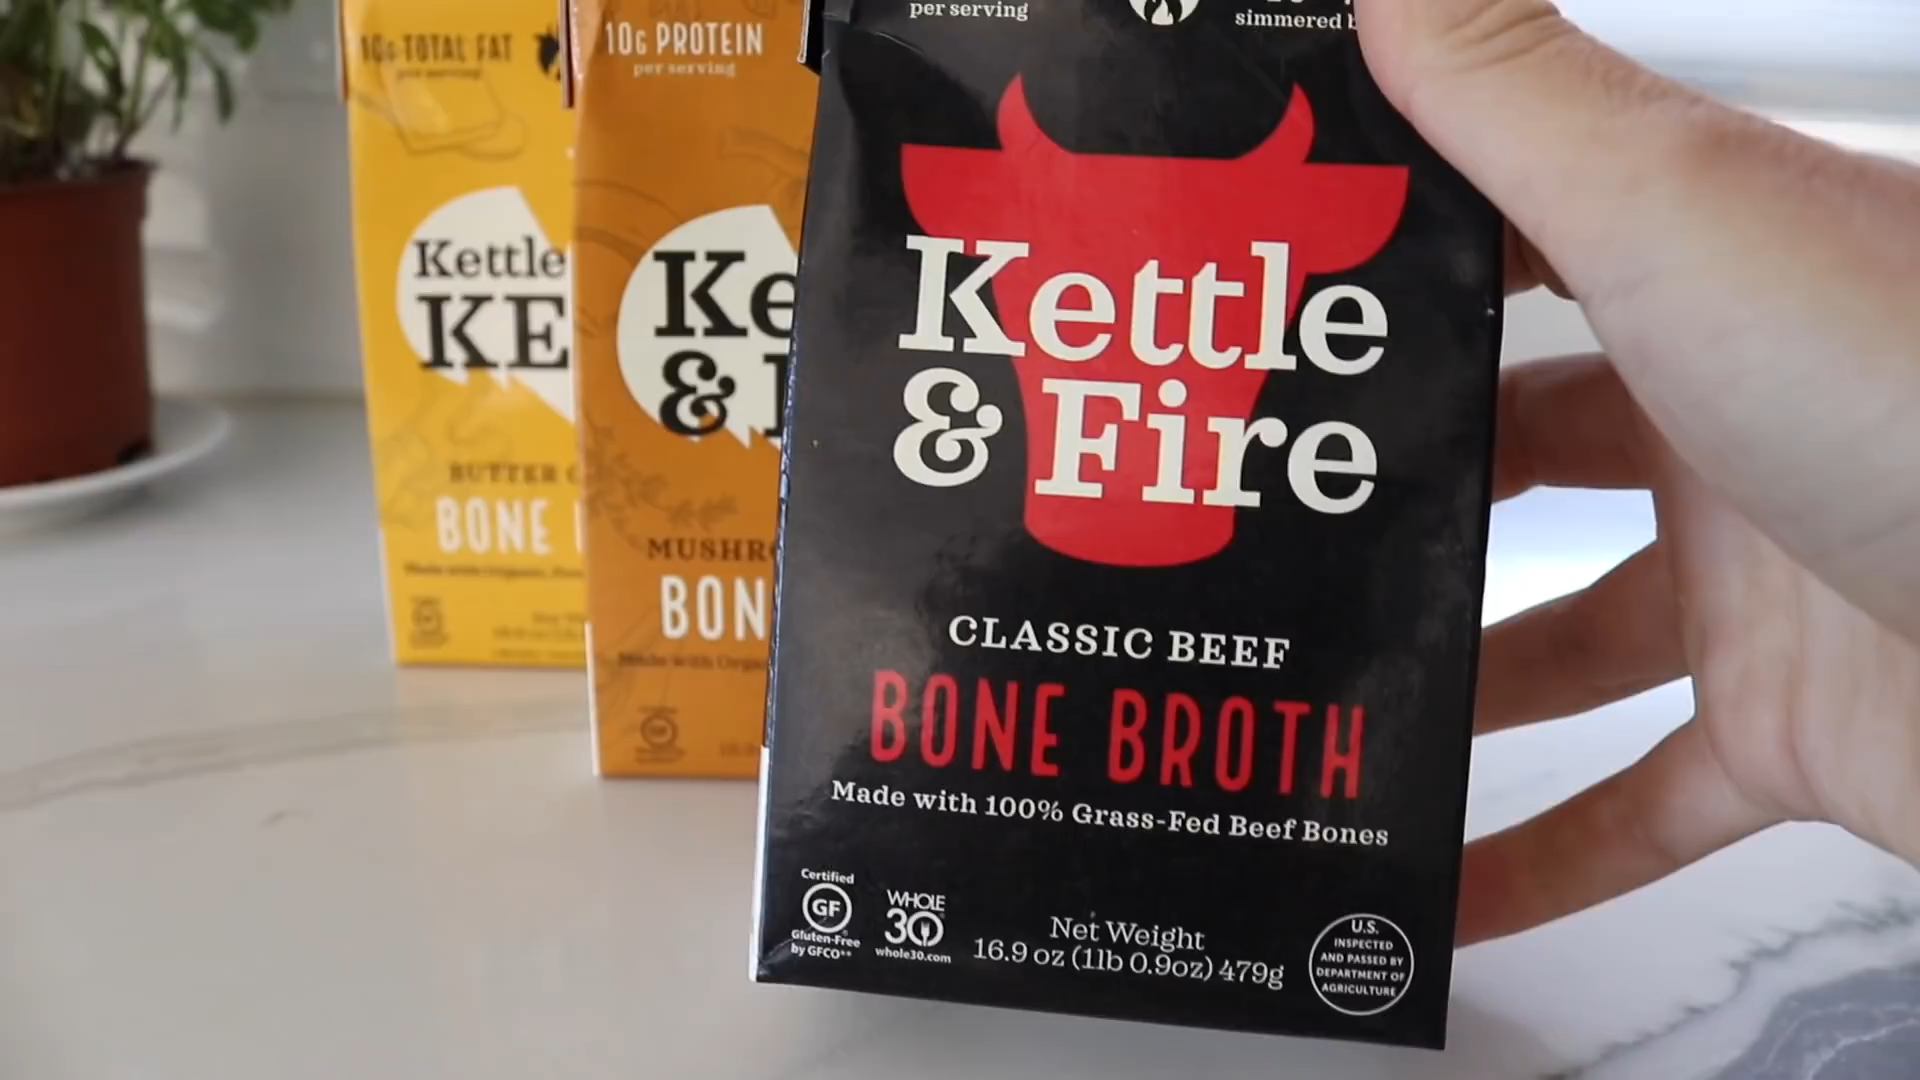 10G TOTAL FAT
per serving
Kettle
KE
BUTTER
BONE
10G PROTEIN
per serving
Ke
&
MUSHR
BON
per serving
simmered
Kettle
& Fire
CLASSIC BEEF
BONE BROTH
Made with 100% Grass-Fed Beef Bones
Certified
GF
Gluten-Free
by GFCO**
WHOLE
30
whole30.com
Net Weight
16.9 oz (1lb 0.9oz) 479g
U.S.
INSPECTED
AND PASSED BY
DEPARTMENT OF
AGRICULTURE